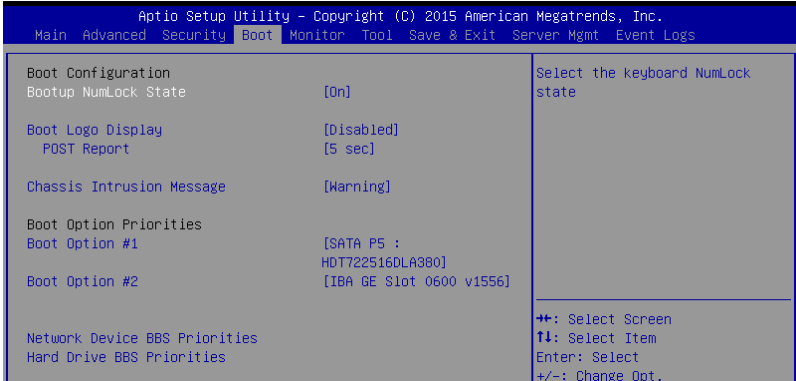 Aptio Setup Utility – Copyright (C) 2015 American Megatrends, Inc.
Main Advanced Security Boot Monitor Tool Save & Exit Server Mgmt Event Logs
Boot Configuration
Bootup NumLock State [On]
Boot Logo Display [Disabled]
POST Report [5 sec]
Chassis Intrusion Message [Warning]
Boot Option Priorities
Boot Option #1 [SATA P5 :
HDT722516DLA380]
Boot Option #2 [IBA GE Slot 0600 v1556]
Network Device BBS Priorities
Hard Drive BBS Priorities
Select the keyboard NumLock
state
→←: Select Screen
↑↓: Select Item
Enter: Select
+/-: Change Opt.